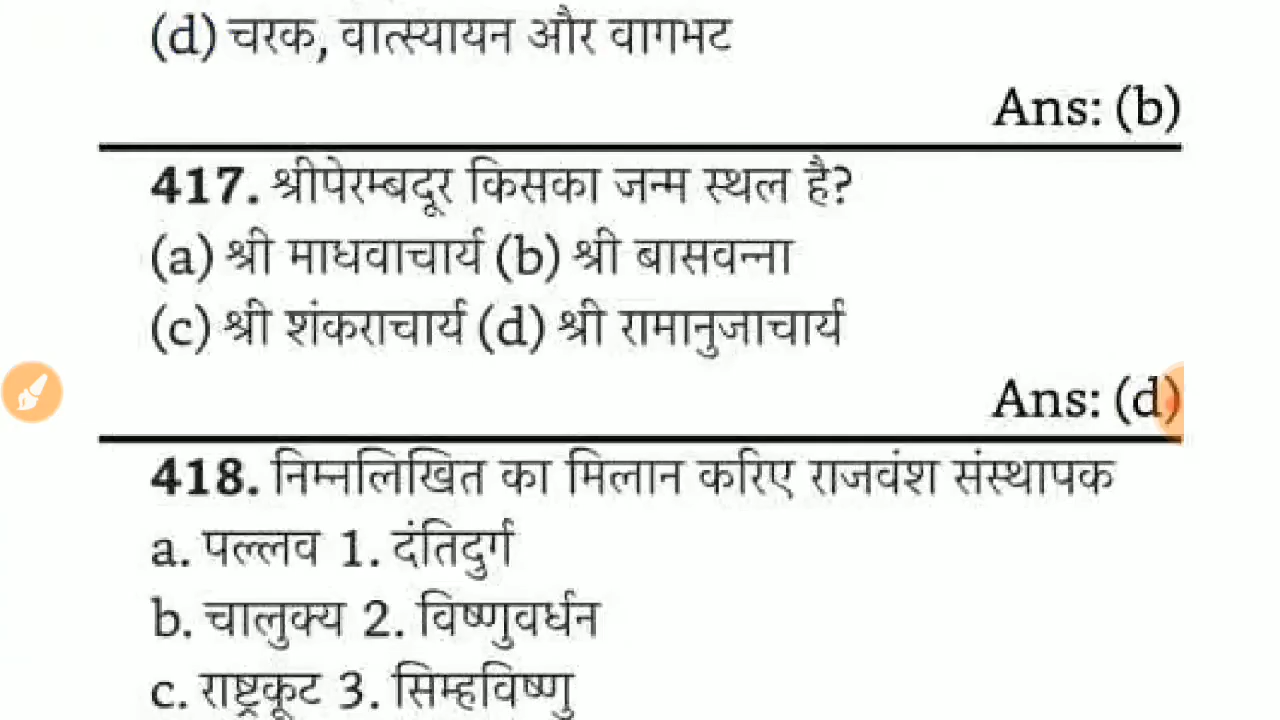 (d) चरक, वात्स्यायन और वागभट
Ans: (b)
417. श्रीपेरम्बदूर किसका जन्म स्थल है?
(a) श्री माधवाचार्य (b) श्री बासवन्ना
(c) श्री शंकराचार्य (d) श्री रामानुजाचार्य
Ans: (d)
418. निम्नलिखित का मिलान करिए राजवंश संस्थापक
a. पल्लव 1. दंतिदुर्ग
b. चालुक्य 2. विष्णुवर्धन
c. राष्ट्रकूट 3. सिम्हविष्णु